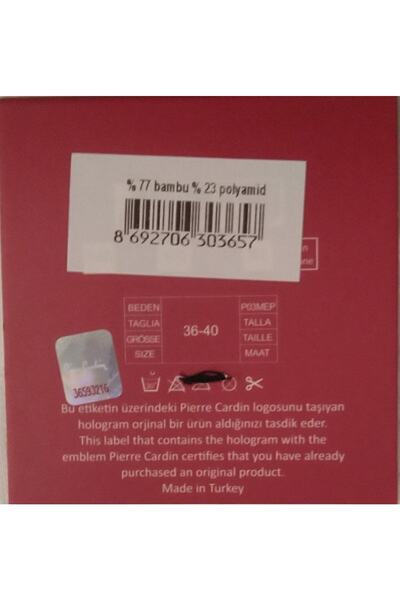 % 77 bambu % 23 polyamid
8 692706 303657
BEDEN
TAGLIA
GRÖSSE
SIZE
36-40
P03MEP
TALLA
TAILLE
MAAT
36593216
Bu etiketin üzerindeki Pierre Cardin logosunu taşıyan
hologram orjinal bir ürün aldığınızı tasdik eder.
This label that contains the hologram with the
emblem Pierre Cardin certifies that you have already
purchased an original product.
Made in Turkey